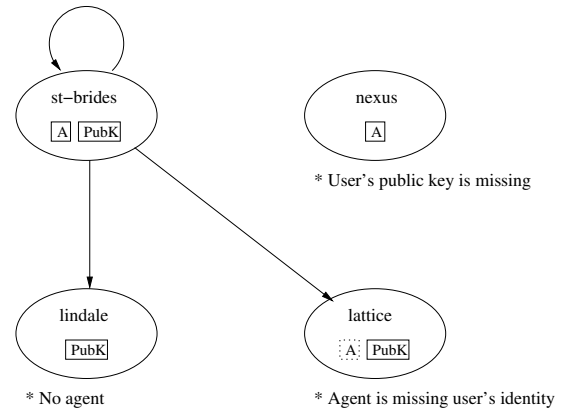 st−brides
A PubK
nexus
A
* User's public key is missing
lindale
PubK
* No agent
lattice
A PubK
* Agent is missing user's identity